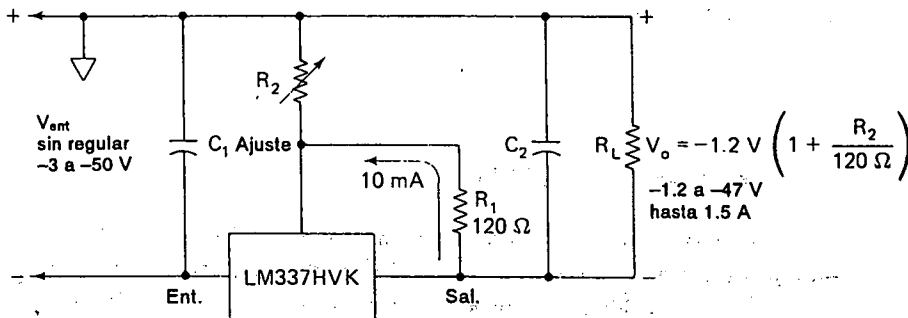 +
+
R2
Vent
sin regular
−3 a −50 V
C1
Ajuste
10 mA
R1
120 Ω
C2
RL
Vo = −1.2 V (1 + R2 / 120 Ω)
−1.2 a −47 V
hasta 1.5 A
−
Ent.
LM337HVK
Sal.
−